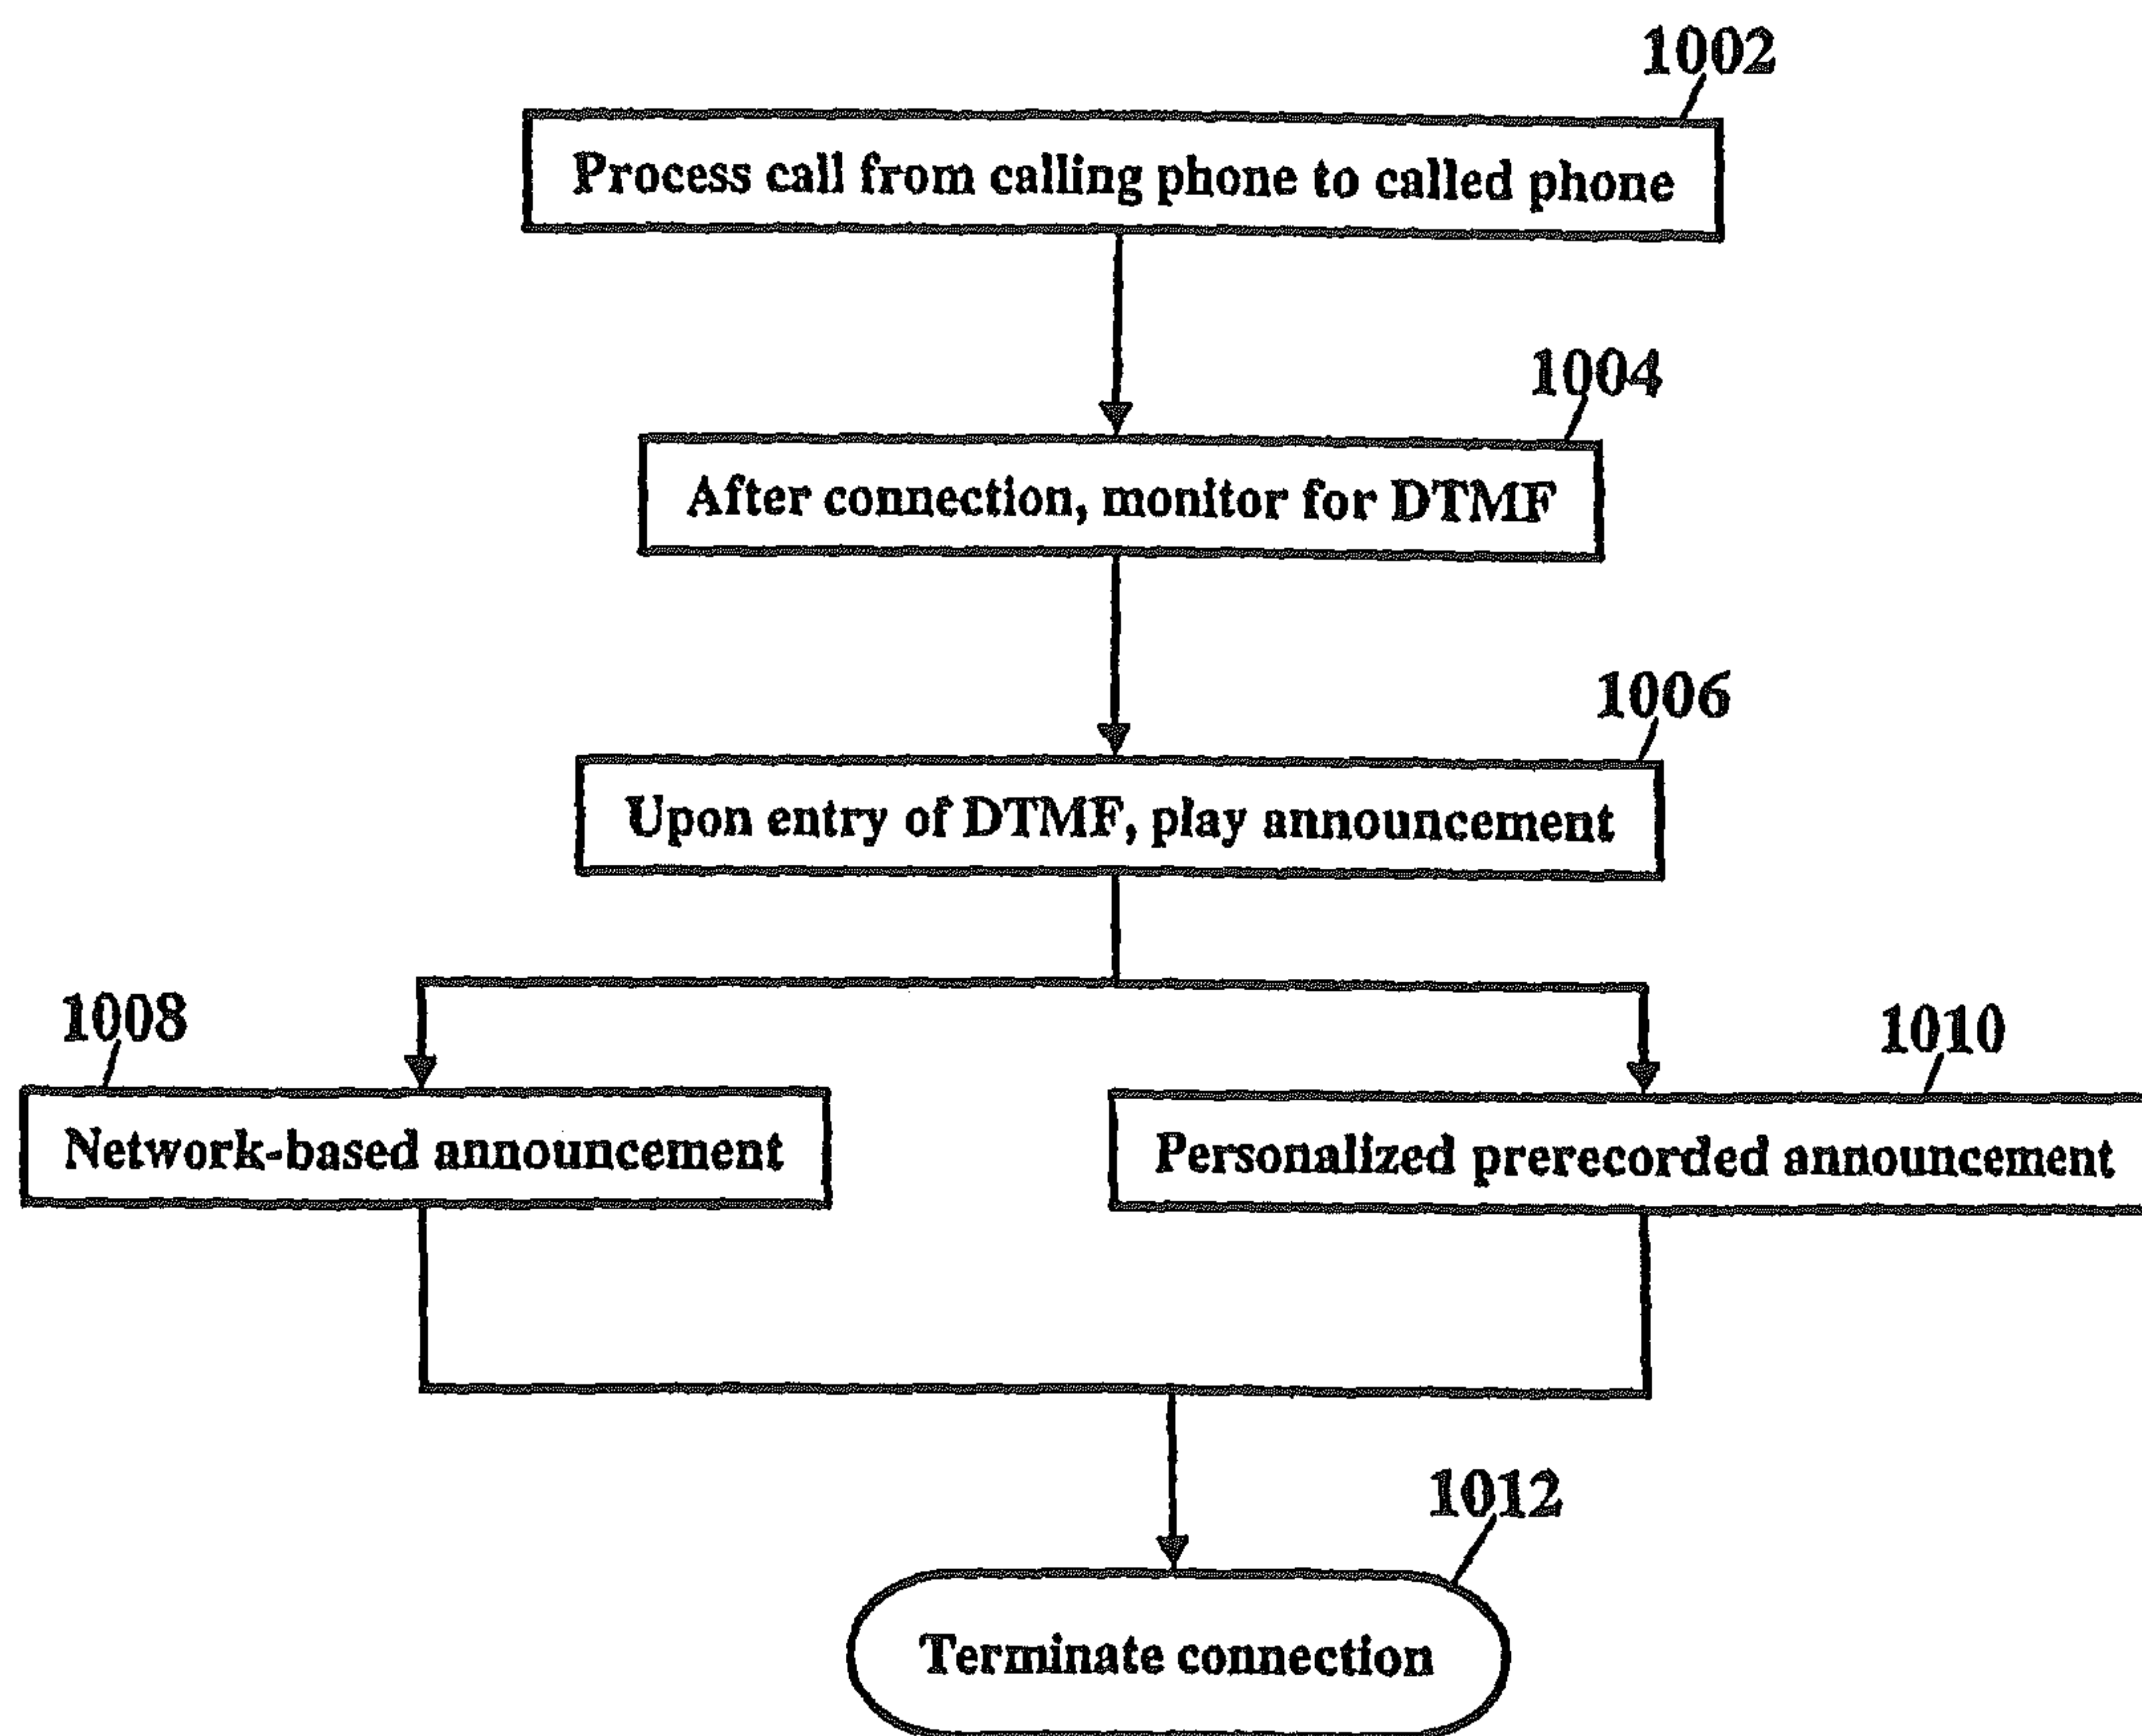 1002
Process call from calling phone to called phone
1004
After connection, monitor for DTMF
1006
Upon entry of DTMF, play announcement
1008
Network-based announcement
1010
Personalized prerecorded announcement
1012
Terminate connection